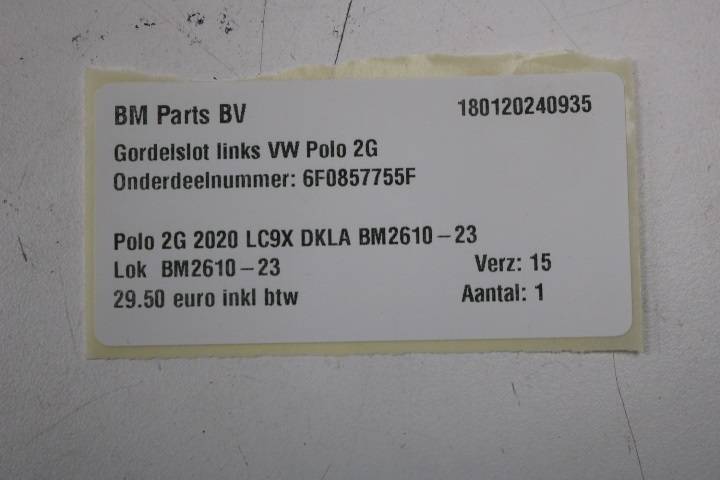 BM Parts BV 180120240935
Gordelslot links VW Polo 2G
Onderdeelnummer: 6F0857755F
Polo 2G 2020 LC9X DKLA BM2610-23
Lok BM2610-23 Verz: 15
29.50 euro inkl btw Aantal: 1